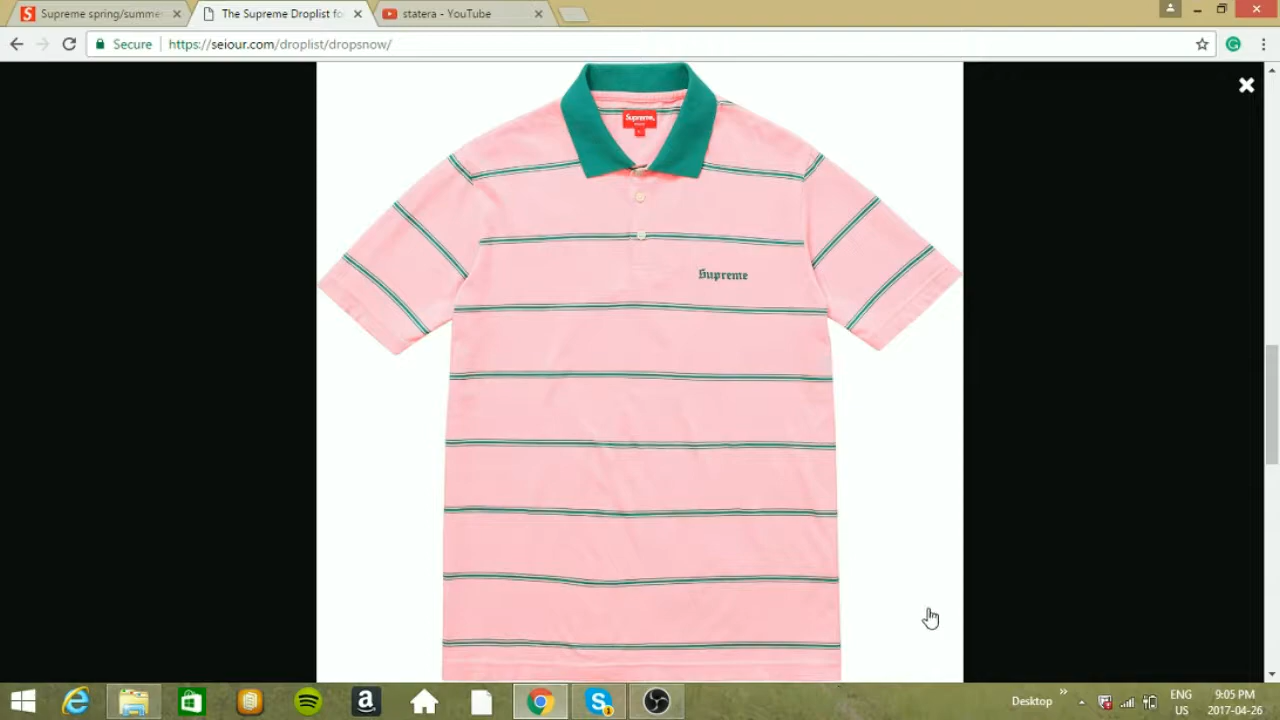 Supreme spring/summe
The Supreme Droplist fo
statera - YouTube
Secure
https://seiour.com/droplist/dropsnow/
Supreme
Supreme
Desktop
ENG
US
9:05 PM
2017-04-26